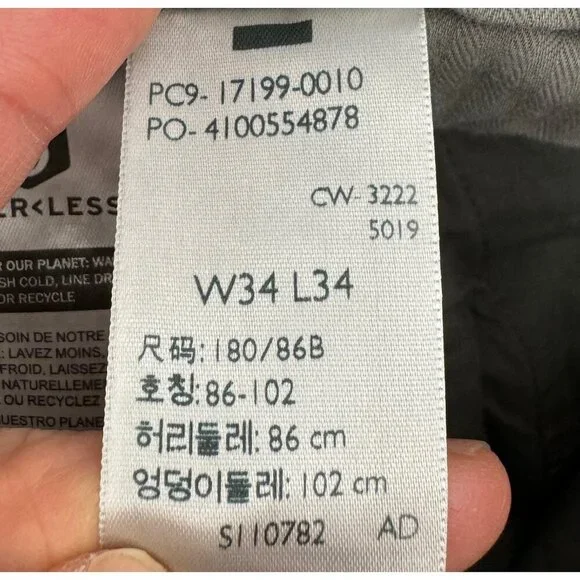 PC9- 17199-0010
PO- 4100554878
CW- 3222
5019
W34 L34
尺码: 180/86B
호칭: 86-102
허리둘레: 86 cm
엉덩이둘레: 102 cm
S110782 AD
R<LESS
OUR PLANET: WA
SH COLD, LINE DR
OR RECYCLE
SOIN DE NOTRE
: LAVEZ MOINS,
FROID, LAISSEZ
NATURELLEME
OU RECYCLEZ
UESTRO PLANE